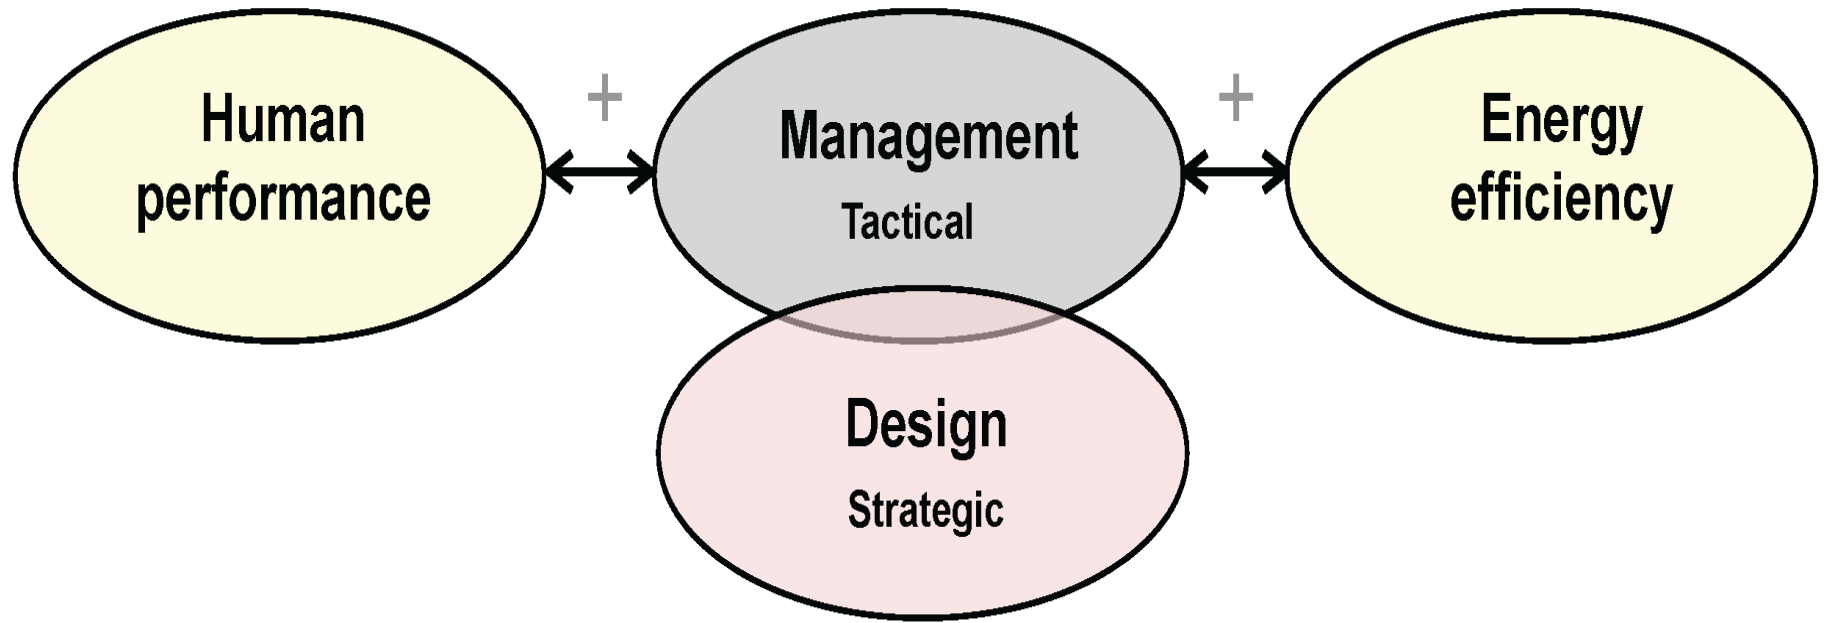 Human
performance
+
Management
Tactical
+
Energy
efficiency
Design
Strategic